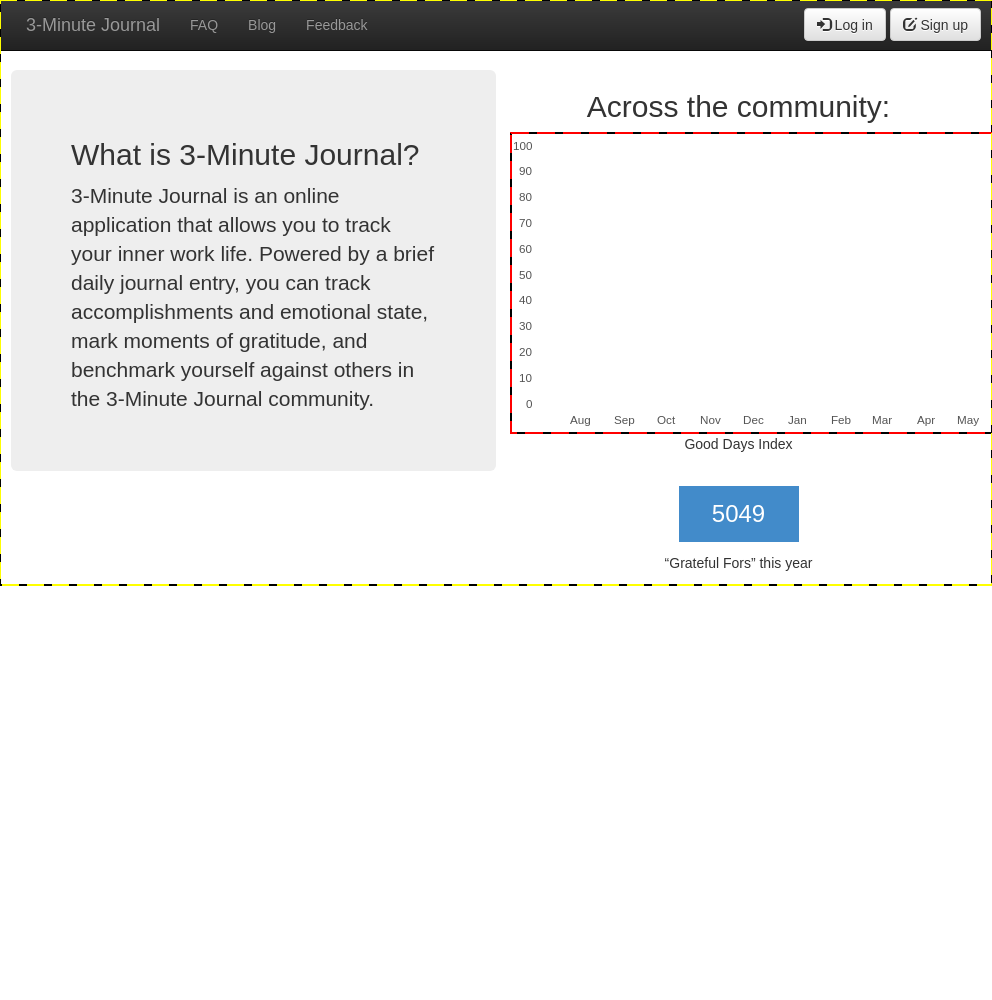 3-Minute Journal FAQ Blog Feedback Log in Sign up
What is 3-Minute Journal?
3-Minute Journal is an online
application that allows you to track
your inner work life. Powered by a brief
daily journal entry, you can track
accomplishments and emotional state,
mark moments of gratitude, and
benchmark yourself against others in
the 3-Minute Journal community.
Across the community:
100
90
80
70
60
50
40
30
20
10
0
Aug Sep Oct Nov Dec Jan Feb Mar Apr May
Good Days Index
5049
“Grateful Fors” this year